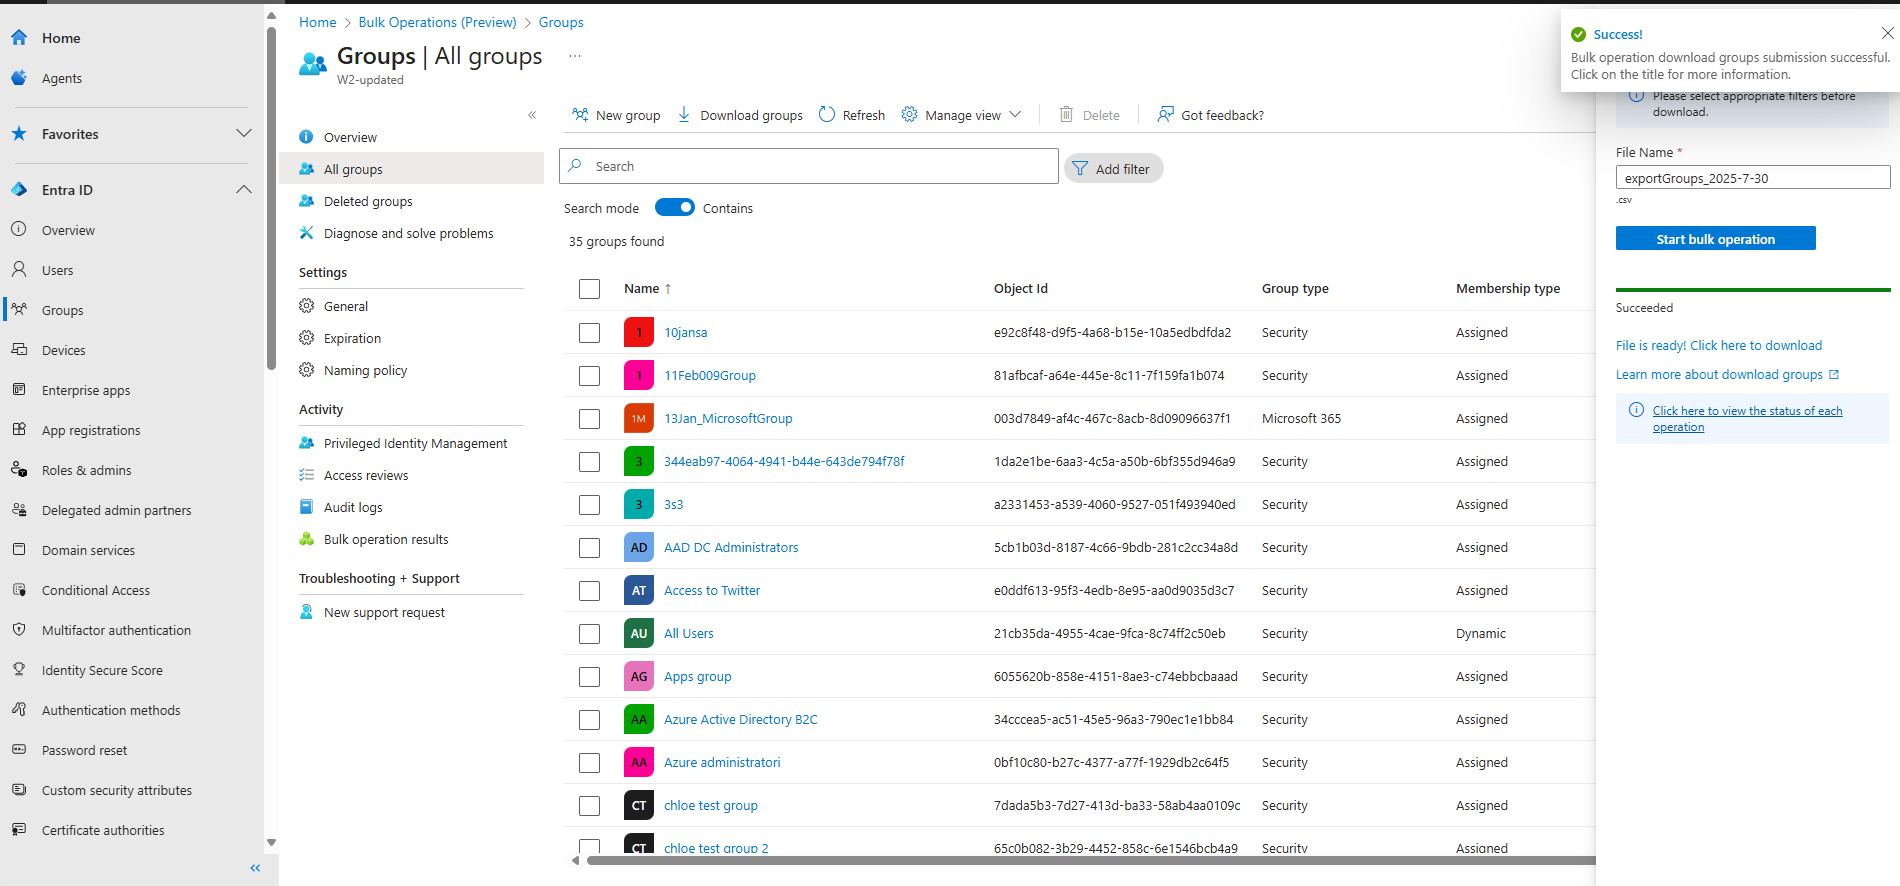 Home
Agents
Favorites
Entra ID
Overview
Users
Groups
Devices
Enterprise apps
App registrations
Roles & admins
Delegated admin partners
Domain services
Conditional Access
Multifactor authentication
Identity Secure Score
Authentication methods
Password reset
Custom security attributes
Certificate authorities
«
Home > Bulk Operations (Preview) > Groups
Groups | All groups ...
W2-updated
«
Overview
All groups
Deleted groups
Diagnose and solve problems
Settings
General
Expiration
Naming policy
Activity
Privileged Identity Management
Access reviews
Audit logs
Bulk operation results
Troubleshooting + Support
New support request
New group Download groups Refresh Manage view Delete Got feedback?
Search Add filter
Search mode Contains
35 groups found
Name ↑ Object Id Group type Membership type
1 10jansa e92c8f48-d9f5-4a68-b15e-10a5edbdfda2 Security Assigned
1 11Feb009Group 81afbcaf-a64e-445e-8c11-7f159fa1b074 Security Assigned
1M 13Jan_MicrosoftGroup 003d7849-af4c-467c-8acb-8d09096637f1 Microsoft 365 Assigned
3 344eab97-4064-4941-b44e-643de794f78f 1da2e1be-6aa3-4c5a-a50b-6bf355d946a9 Security Assigned
3 3s3 a2331453-a539-4060-9527-051f493940ed Security Assigned
AD AAD DC Administrators 5cb1b03d-8187-4c66-9bdb-281c2cc34a8d Security Assigned
AT Access to Twitter e0ddf613-95f3-4edb-8e95-aa0d9035d3c7 Security Assigned
AU All Users 21cb35da-4955-4cae-9fca-8c74ff2c50eb Security Dynamic
AG Apps group 6055620b-858e-4151-8ae3-c74ebbcbaaad Security Assigned
AA Azure Active Directory B2C 34cccea5-ac51-45e5-96a3-790ec1e1bb84 Security Assigned
AA Azure administratori 0bf10c80-b27c-4377-a77f-1929db2c64f5 Security Assigned
CT chloe test group 7dada5b3-7d27-413d-ba33-58ab4aa0109c Security Assigned
CT chloe test group 2 65c0b082-3b29-4452-858c-6e1546bcb4a9 Security Assigned
Success!
Bulk operation download groups submission successful.
Click on the title for more information.
Please select appropriate filters before
download.
File Name *
exportGroups_2025-7-30
.csv
Start bulk operation
Succeeded
File is ready! Click here to download
Learn more about download groups
Click here to view the status of each
operation